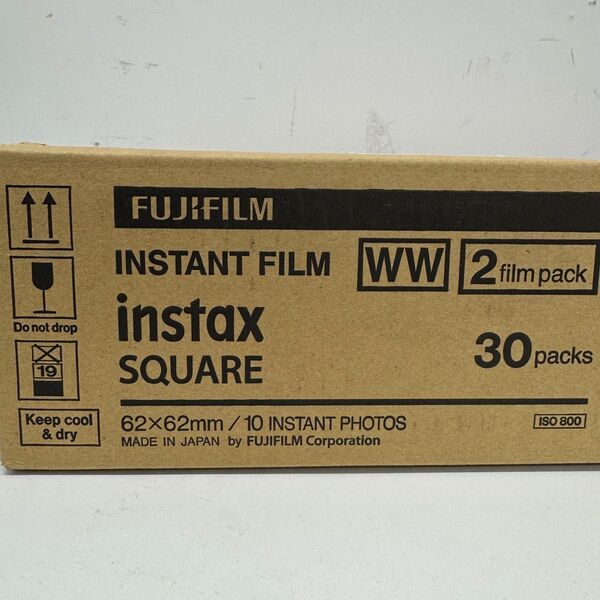 FUJIFILM
INSTANT FILM
WW
2 film pack
instax
SQUARE
30 packs
62×62mm / 10 INSTANT PHOTOS
MADE IN JAPAN by FUJIFILM Corporation
ISO 800
Do not drop
19
Keep cool
& dry